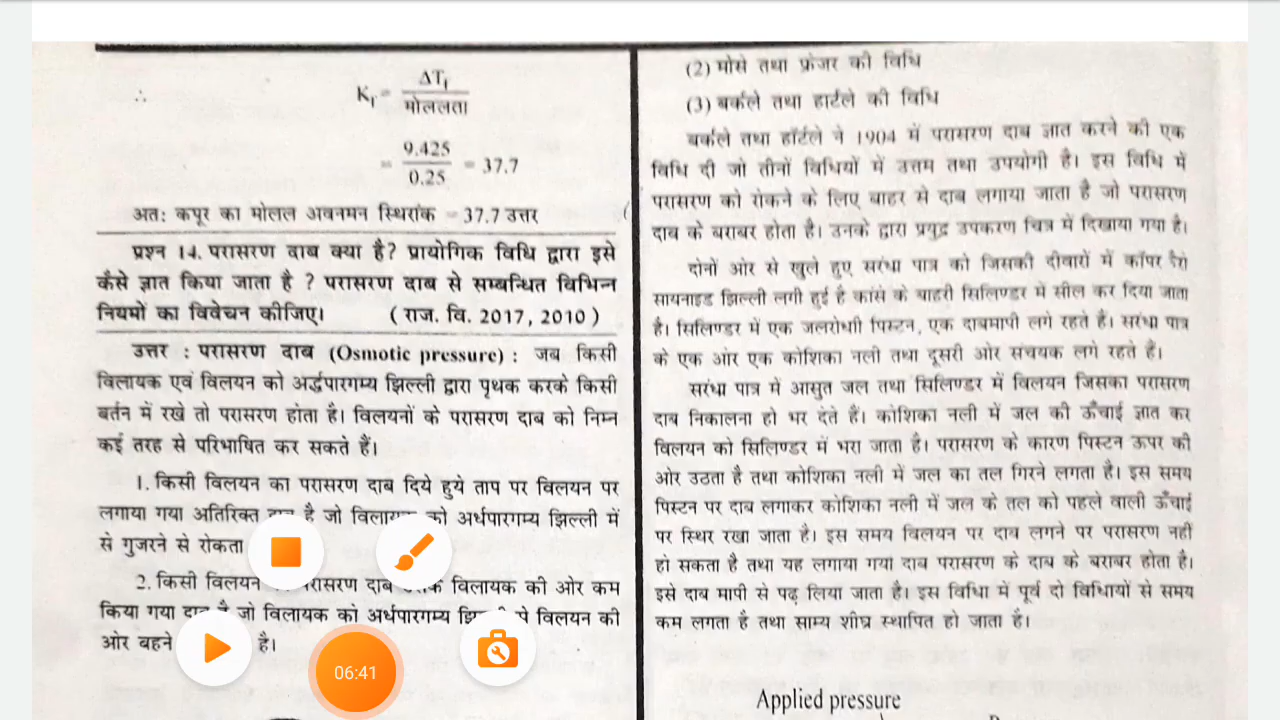 ∴ K_f = ΔT_f / मोललता
= 9.425 / 0.25 = 37.7
अतः कपूर का मोलल अवनमन स्थिरांक = 37.7 उत्तर
प्रश्न 14. परासरण दाब क्या है? प्रायोगिक विधि द्वारा इसे
कैसे ज्ञात किया जाता है ? परासरण दाब से सम्बन्धित विभिन्न
नियमों का विवेचन कीजिए। ( राज. वि. 2017, 2010 )
उत्तर : परासरण दाब (Osmotic pressure) : जब किसी
विलायक एवं विलयन को अर्द्धपारगम्य झिल्ली द्वारा पृथक करके किसी
बर्तन में रखे तो परासरण होता है। विलयनों के परासरण दाब को निम्न
कई तरह से परिभाषित कर सकते हैं।
1. किसी विलयन का परासरण दाब दिये हुये ताप पर विलयन पर
लगाया गया अतिरिक्त है जो को अर्धपारगम्य झिल्ली में
से गुजरने से रोकता
2. किसी विलयन दाब विलायक की ओर कम
किया गया जो विलायक को अर्धपारगम्य से विलयन की
ओर बहने है।
06:41
(2) मोर्स तथा फ्रेजर की विधि
(3) बर्कले तथा हार्टले की विधि
बर्कले तथा हॉर्टले ने 1904 में परासरण दाब ज्ञात करने की एक
विधि दी जो तीनों विधियों में उत्तम तथा उपयोगी है। इस विधि में
परासरण को रोकने के लिए बाहर से दाब लगाया जाता है जो परासरण
दाब के बराबर होता है। उनके द्वारा प्रयुक्त उपकरण चित्र में दिखाया गया है।
दोनों ओर से खुले हुए सरंध्र पात्र को जिसकी दीवारों में कॉपर फैरो
सायनाइड झिल्ली लगी हुई है कांसे के बाहरी सिलिण्डर में सील कर दिया जाता
है। सिलिण्डर में एक जलरोधी पिस्टन, एक दाबमापी लगे रहते हैं। सरंध्र पात्र
के एक ओर एक कोशिका नली तथा दूसरी ओर संचयक लगे रहते हैं।
सरंध्र पात्र में आसुत जल तथा सिलिण्डर में विलयन जिसका परासरण
दाब निकालना हो भर देते हैं। कोशिका नली में जल की ऊँचाई ज्ञात कर
विलयन को सिलिण्डर में भरा जाता है। परासरण के कारण पिस्टन ऊपर की
ओर उठता है तथा कोशिका नली में जल का तल गिरने लगता है। इस समय
पिस्टन पर दाब लगाकर कोशिका नली में जल के तल को पहले वाली ऊँचाई
पर स्थिर रखा जाता है। इस समय विलयन पर दाब लगने पर परासरण नहीं
हो सकता है तथा यह लगाया गया दाब परासरण के दाब के बराबर होता है।
इसे दाब मापी से पढ़ लिया जाता है। इस विधि में पूर्व दो विधियों से समय
कम लगता है तथा साम्य शीघ्र स्थापित हो जाता है।
Applied pressure